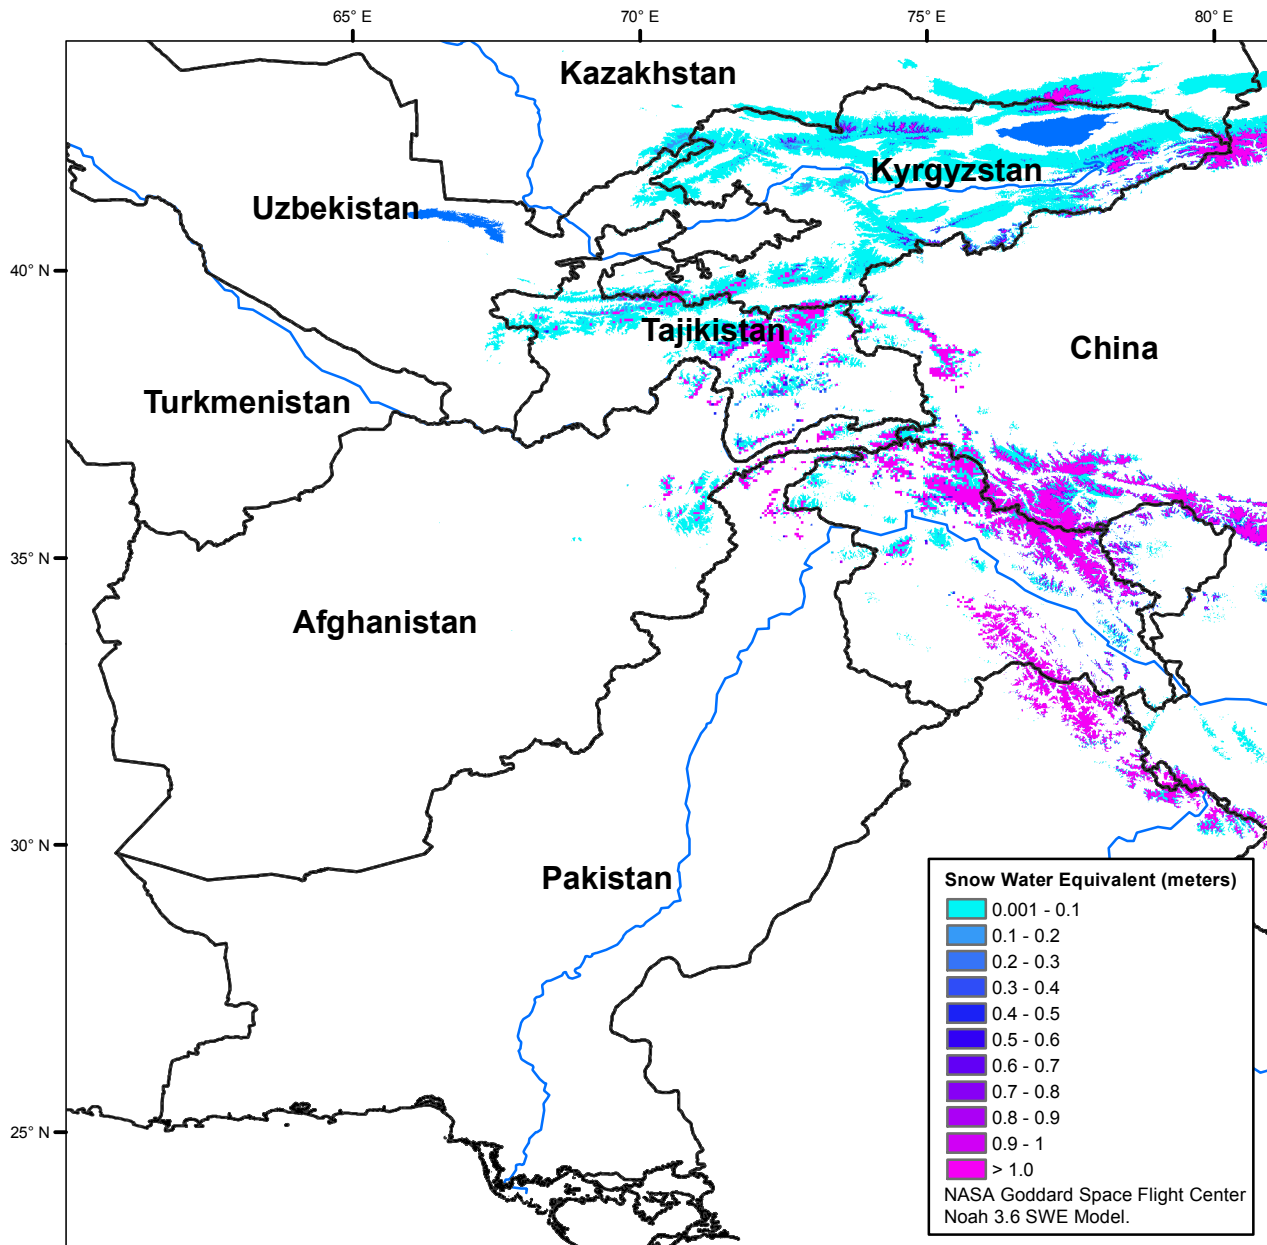 65° E
70° E
75° E
80° E
Kazakhstan
Kyrgyzstan
Uzbekistan
40° N
Tajikistan
China
Turkmenistan
35° N
Afghanistan
30° N
Pakistan
25° N
Snow Water Equivalent (meters)
0.001 - 0.1
0.1 - 0.2
0.2 - 0.3
0.3 - 0.4
0.4 - 0.5
0.5 - 0.6
0.6 - 0.7
0.7 - 0.8
0.8 - 0.9
0.9 - 1
> 1.0
NASA Goddard Space Flight Center
Noah 3.6 SWE Model.